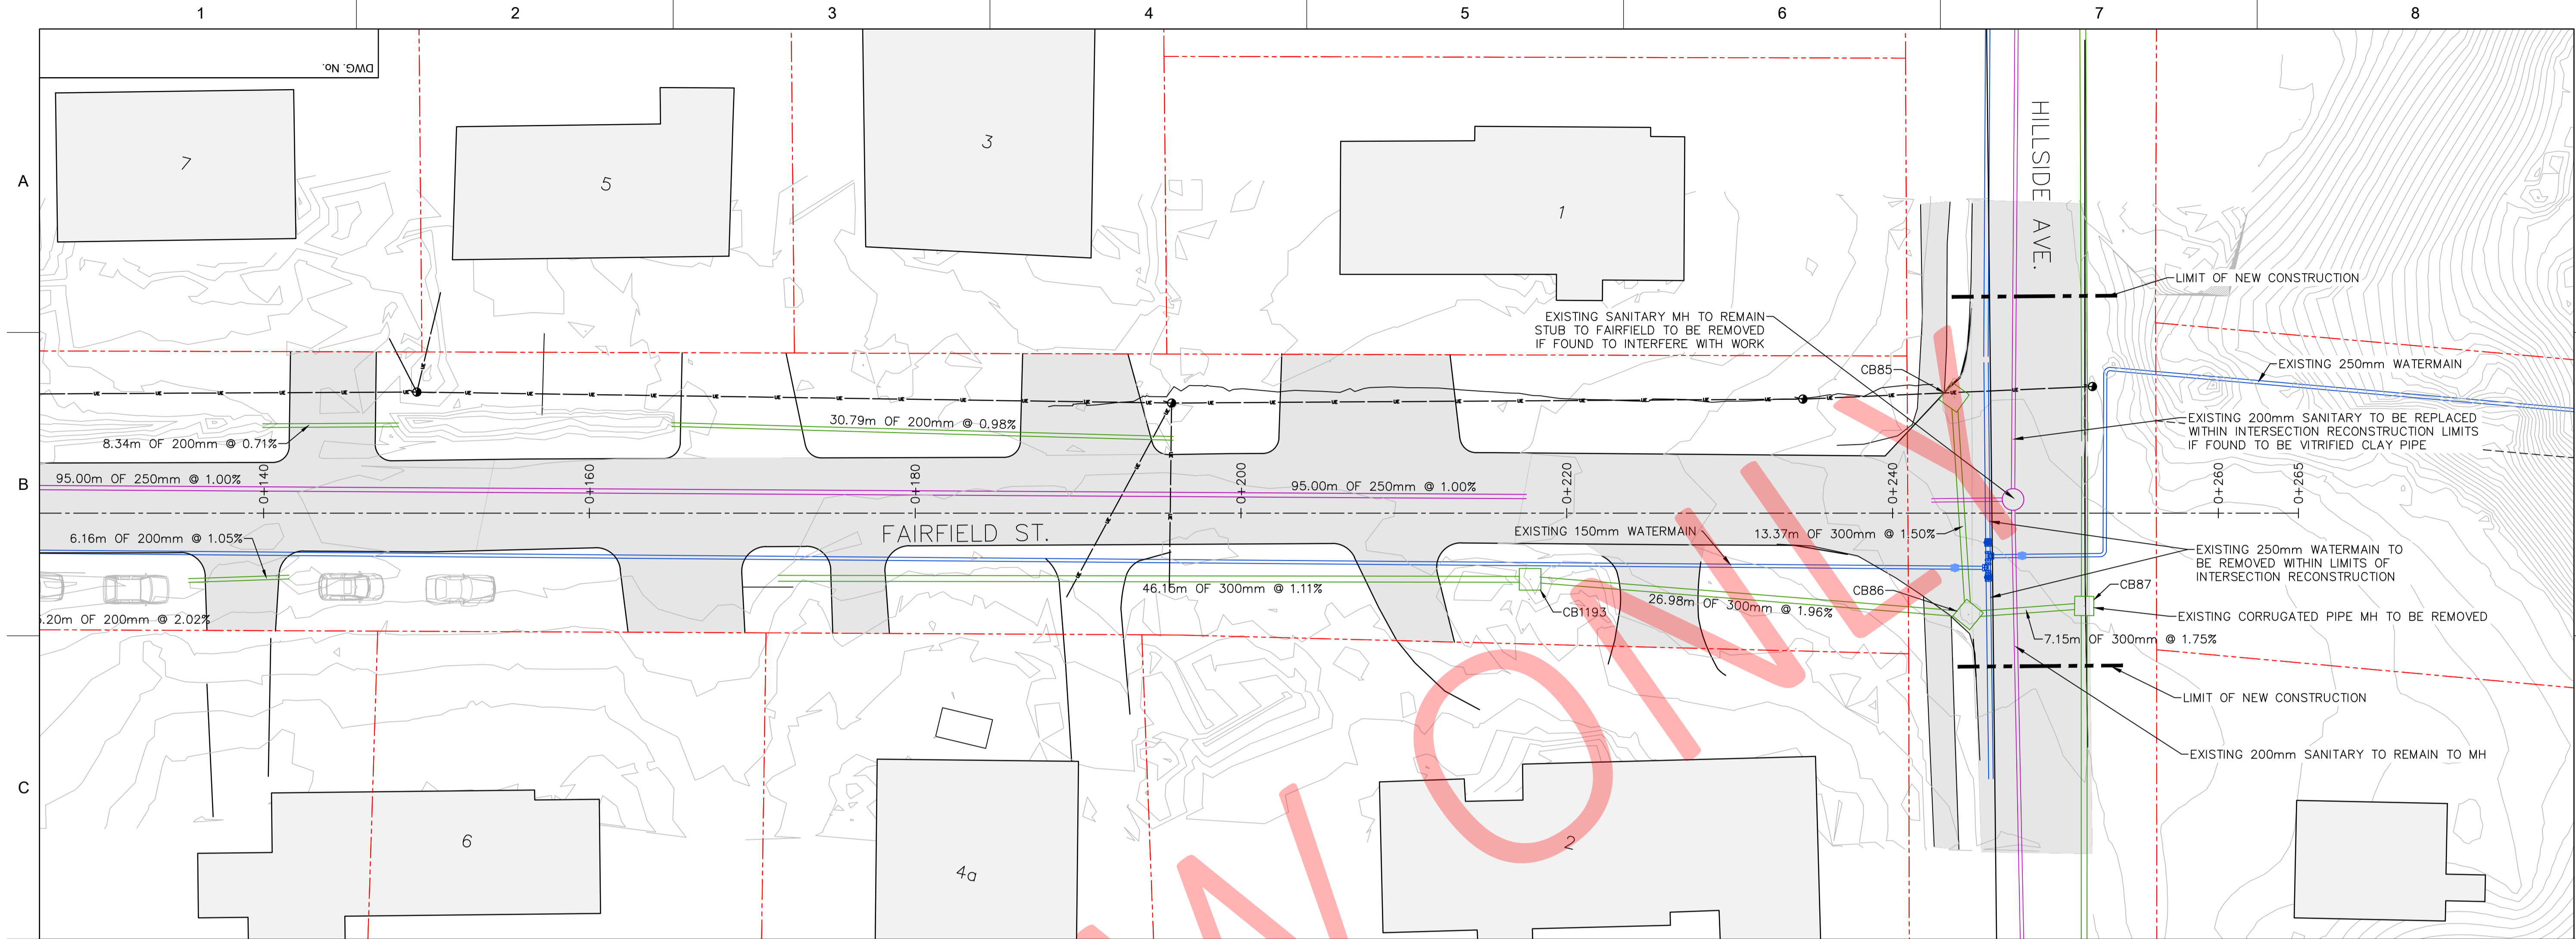 1 2 3 4 5 6 7 8
DWG. No.
A
7
5
3
1
HILLSIDE AVE.
LIMIT OF NEW CONSTRUCTION
EXISTING SANITARY MH TO REMAIN
STUB TO FAIRFIELD TO BE REMOVED
IF FOUND TO INTERFERE WITH WORK
CB85
EXISTING 250mm WATERMAIN
8.34m OF 200mm @ 0.71%
30.79m OF 200mm @ 0.98%
EXISTING 200mm SANITARY TO BE REPLACED
WITHIN INTERSECTION RECONSTRUCTION LIMITS
IF FOUND TO BE VITRIFIED CLAY PIPE
B
95.00m OF 250mm @ 1.00%
95.00m OF 250mm @ 1.00%
0+140
0+160
0+180
0+200
0+220
0+240
0+260
0+265
FAIRFIELD ST.
6.16m OF 200mm @ 1.05%
EXISTING 150mm WATERMAIN
13.37m OF 300mm @ 1.50%
EXISTING 250mm WATERMAIN TO
BE REMOVED WITHIN LIMITS OF
INTERSECTION RECONSTRUCTION
46.16m OF 300mm @ 1.11%
CB1193
26.98m OF 300mm @ 1.96%
CB86
CB87
EXISTING CORRUGATED PIPE MH TO BE REMOVED
.20m OF 200mm @ 2.02%
7.15m OF 300mm @ 1.75%
LIMIT OF NEW CONSTRUCTION
EXISTING 200mm SANITARY TO REMAIN TO MH
C
6
4a
2
W ONLY